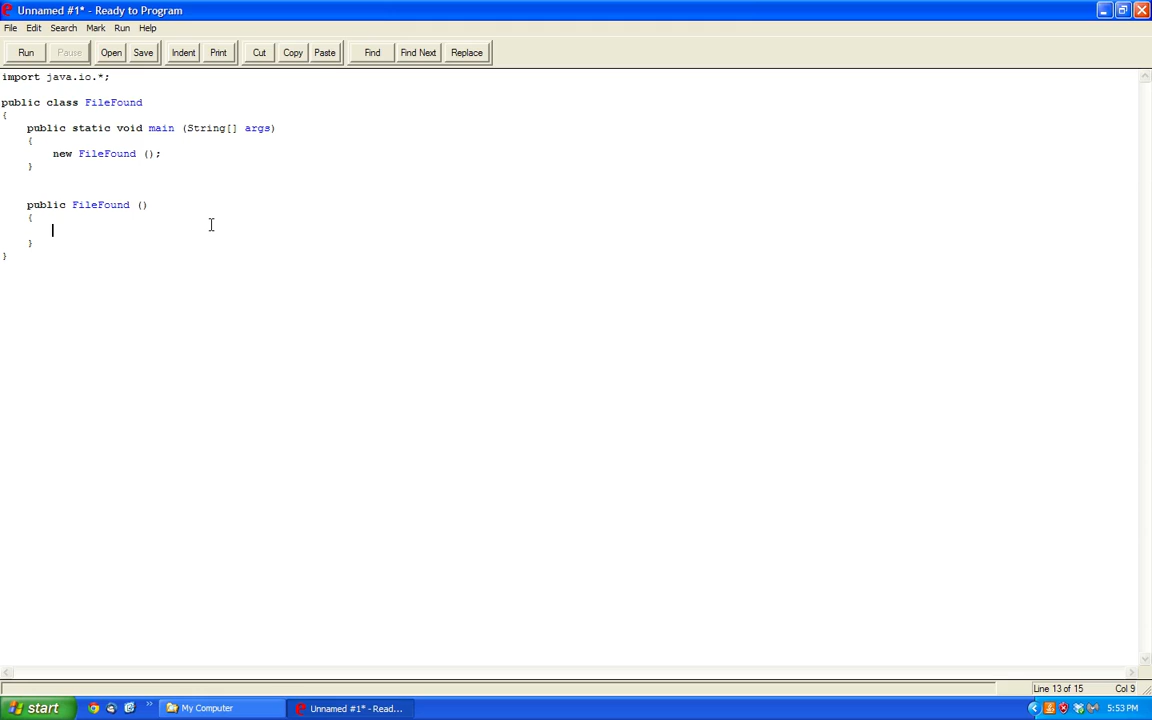 Unnamed #1* - Ready to Program
File Edit Search Mark Run Help
Run Pause Open Save Indent Print Cut Copy Paste Find Find Next Replace
import java.io.*;
public class FileFound
{
public static void main (String[] args)
{
new FileFound ();
}
public FileFound ()
{
}
}
Line 13 of 15 Col 9
start My Computer Unnamed #1* - Read... 5:53 PM